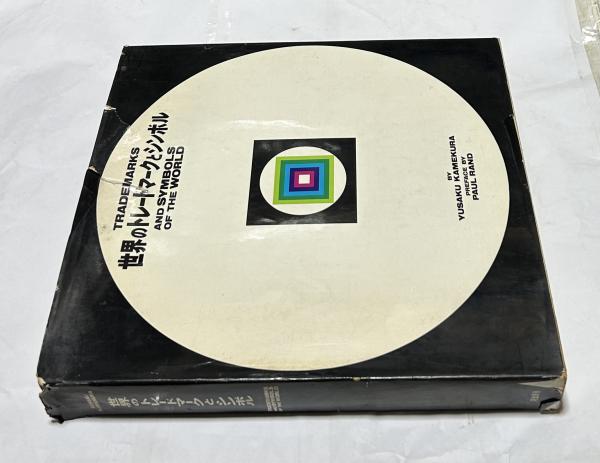 TRADEMARKS
世界のトレードマークとシンボル
AND SYMBOLS
OF THE WORLD
BY
YUSAKU KAMEKURA
PREFACE BY
PAUL RAND
世界のトレードマークとシンボル